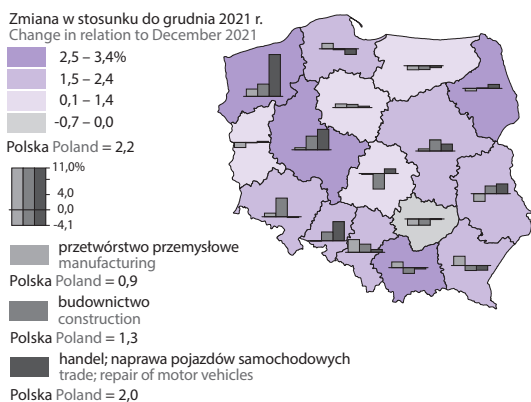 Zmiana w stosunku do grudnia 2021 r.
Change in relation to December 2021
2,5 – 3,4%
1,5 – 2,4
0,1 – 1,4
-0,7 – 0,0
Polska Poland = 2,2
11,0%
4,0
0,0
-4,1
przetwórstwo przemysłowe
manufacturing
Polska Poland = 0,9
budownictwo
construction
Polska Poland = 1,3
handel; naprawa pojazdów samochodowych
trade; repair of motor vehicles
Polska Poland = 2,0